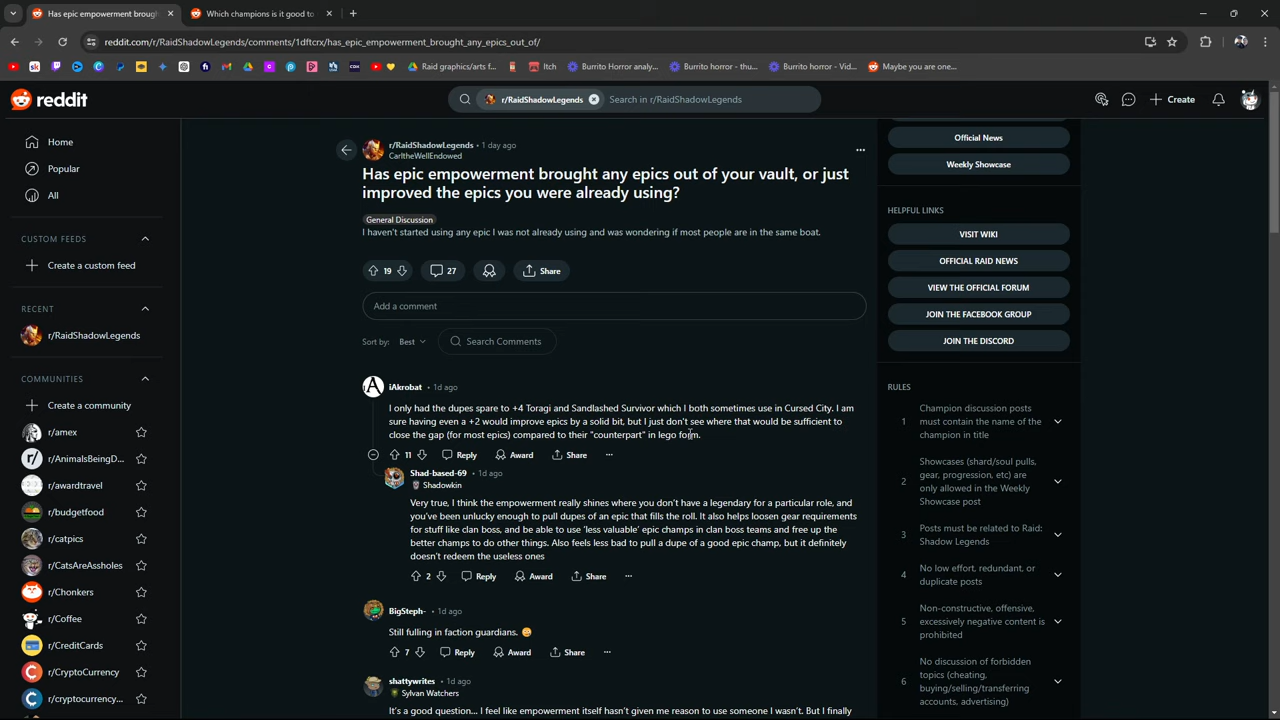 Has epic empowerment broug
Which champions is it good to
reddit.com/r/RaidShadowLegends/comments/1dftcrx/has_epic_empowerment_brought_any_epics_out_of/
Raid graphics/arts f...
Itch
Burrito Horror analy...
Burrito horror - thu...
Burrito horror - Vid...
Maybe you are one...
reddit
r/RaidShadowLegends
Search in r/RaidShadowLegends
Create
Home
Popular
All
CUSTOM FEEDS
Create a custom feed
RECENT
r/RaidShadowLegends
COMMUNITIES
Create a community
r/amex
r/AnimalsBeingD...
r/awardtravel
r/budgetfood
r/catpics
r/CatsAreAssholes
r/Chonkers
r/Coffee
r/CreditCards
r/CryptoCurrency
r/cryptocurrency...
r/RaidShadowLegends • 1 day ago
CarltheWellEndowed
Has epic empowerment brought any epics out of your vault, or just
improved the epics you were already using?
General Discussion
I haven't started using any epic I was not already using and was wondering if most people are in the same boat.
19
27
Share
Add a comment
Sort by: Best
Search Comments
iAkrobat • 1d ago
I only had the dupes spare to +4 Toragi and Sandlashed Survivor which I both sometimes use in Cursed City. I am
sure having even a +2 would improve epics by a solid bit, but I just don't see where that would be sufficient to
close the gap (for most epics) compared to their "counterpart" in lego form.
11 Reply Award Share
Shad-based-69 • 1d ago
Shadowkin
Very true, I think the empowerment really shines where you don't have a legendary for a particular role, and
you've been unlucky enough to pull dupes of an epic that fills the roll. It also helps loosen gear requirements
for stuff like clan boss, and be able to use 'less valuable' epic champs in clan boss teams and free up the
better champs to do other things. Also feels less bad to pull a dupe of a good epic champ, but it definitely
doesn't redeem the useless ones
2 Reply Award Share
BigSteph- • 1d ago
Still fulling in faction guardians.
7 Reply Award Share
shattywrites • 1d ago
Sylvan Watchers
It's a good question... I feel like empowerment itself hasn't given me reason to use someone I wasn't. But I finally
Official News
Weekly Showcase
HELPFUL LINKS
VISIT WIKI
OFFICIAL RAID NEWS
VIEW THE OFFICIAL FORUM
JOIN THE FACEBOOK GROUP
JOIN THE DISCORD
RULES
1 Champion discussion posts
must contain the name of the
champion in title
2 Showcases (shard/soul pulls,
gear, progression, etc) are
only allowed in the Weekly
Showcase post
3 Posts must be related to Raid:
Shadow Legends
4 No low effort, redundant, or
duplicate posts
5 Non-constructive, offensive,
excessively negative content is
prohibited
6 No discussion of forbidden
topics (cheating,
buying/selling/transferring
accounts, advertising)